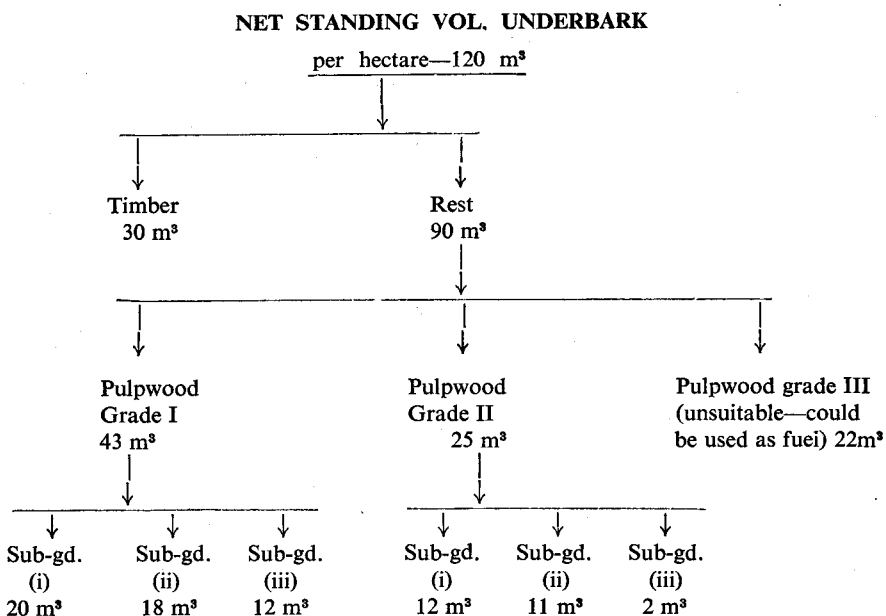 NET STANDING VOL. UNDERBARK
per hectare—120 m³
Timber
30 m³
Rest
90 m³
Pulpwood
Grade I
43 m³
Pulpwood
Grade II
25 m³
Pulpwood grade III
(unsuitable—could
be used as fuei) 22m³
Sub-gd.
(i)
20 m³
Sub-gd.
(ii)
18 m³
Sub-gd.
(iii)
12 m³
Sub-gd.
(i)
12 m³
Sub-gd.
(ii)
11 m³
Sub-gd.
(iii)
2 m³